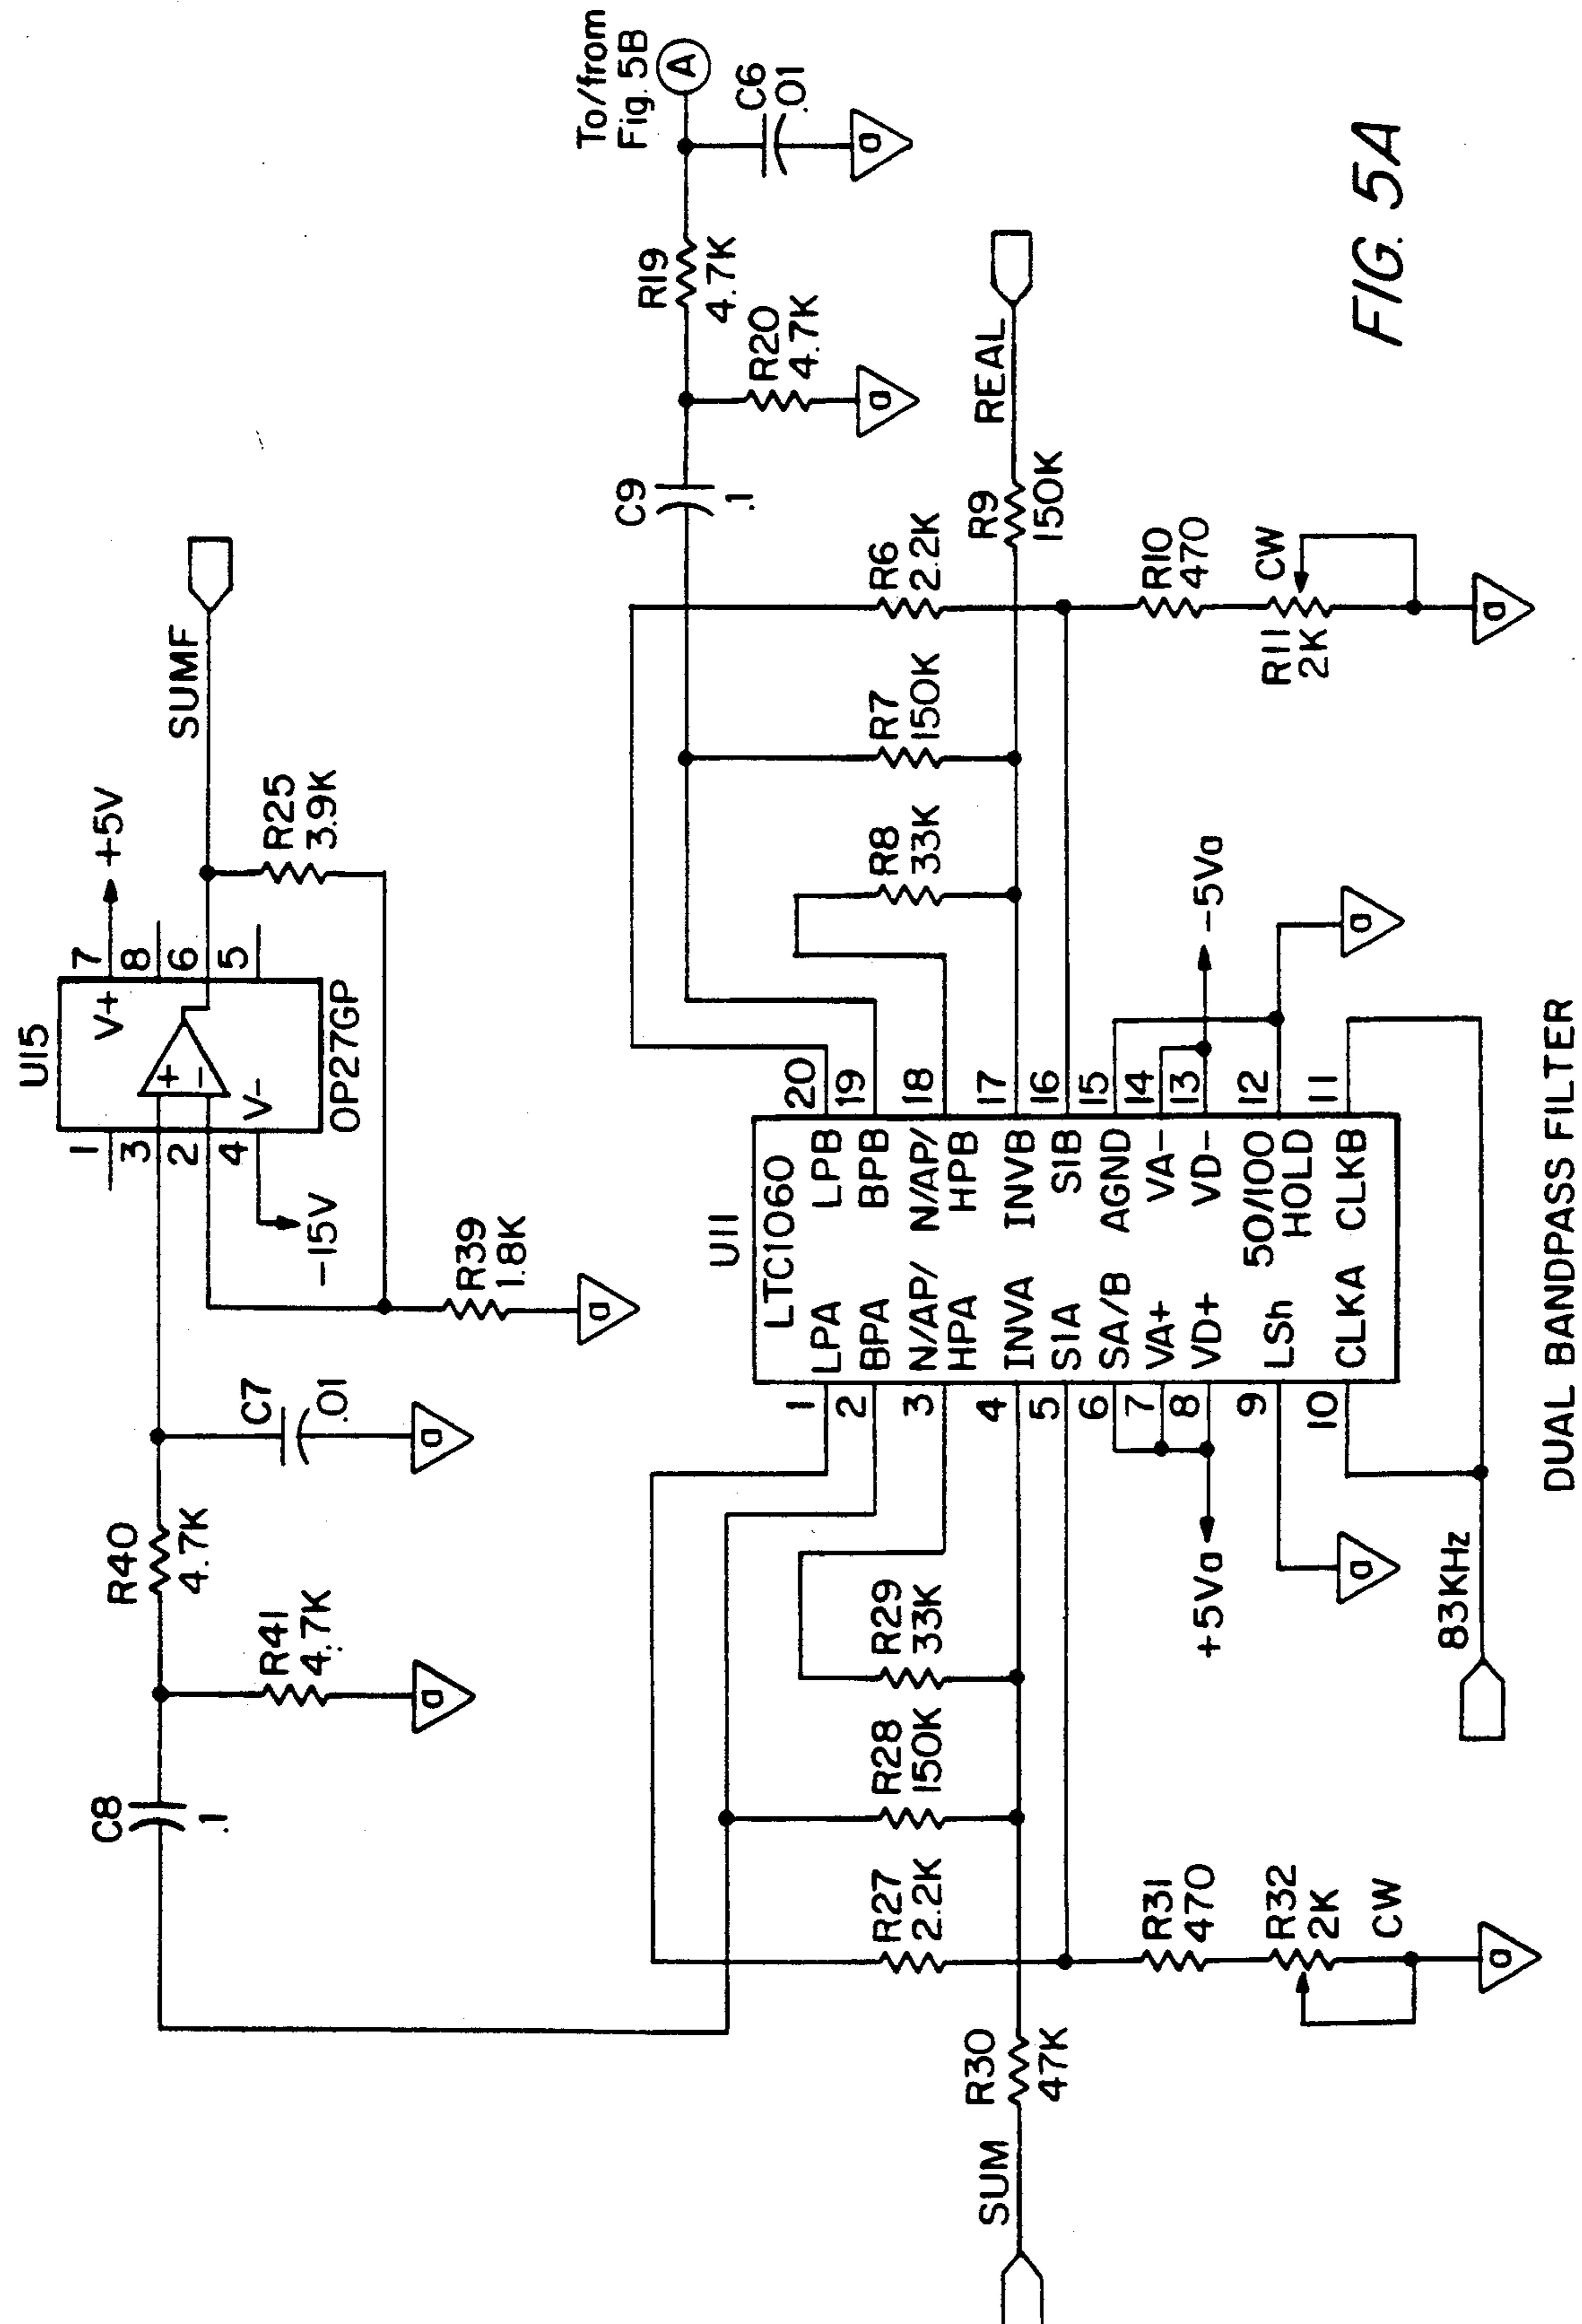 U15
1
3
2
4
V+
+
−
V-
7
8
6
5
OP27GP
+5V
-15V
SUMF
R25
3.9K
R39
1.8K
a
C7
.01
a
R40
4.7K
R41
4.7K
a
C8
.1
To/from
Fig. 5B
A
C6
.01
a
R19
4.7K
R20
4.7K
a
C9
.1
REAL
R9
150K
R6
2.2K
R7
150K
R8
33K
R10
470
R11
2K
CW
a
U11
LTC1060
LPA
LPB
BPA
BPB
N/AP/
HPA
N/AP/
HPB
INVA
INVB
S1A
S1B
SA/B
AGND
VA+
VA-
VD+
VD-
LSh
50/100
HOLD
CLKA
CLKB
1
2
3
4
5
6
7
8
9
10
20
19
18
17
16
15
14
13
12
11
-5Va
a
+5Va
a
83KHz
R29
33K
R28
150K
R27
2.2K
R30
47K
SUM
R31
470
R32
2K
CW
a
DUAL BANDPASS FILTER
FIG. 5A